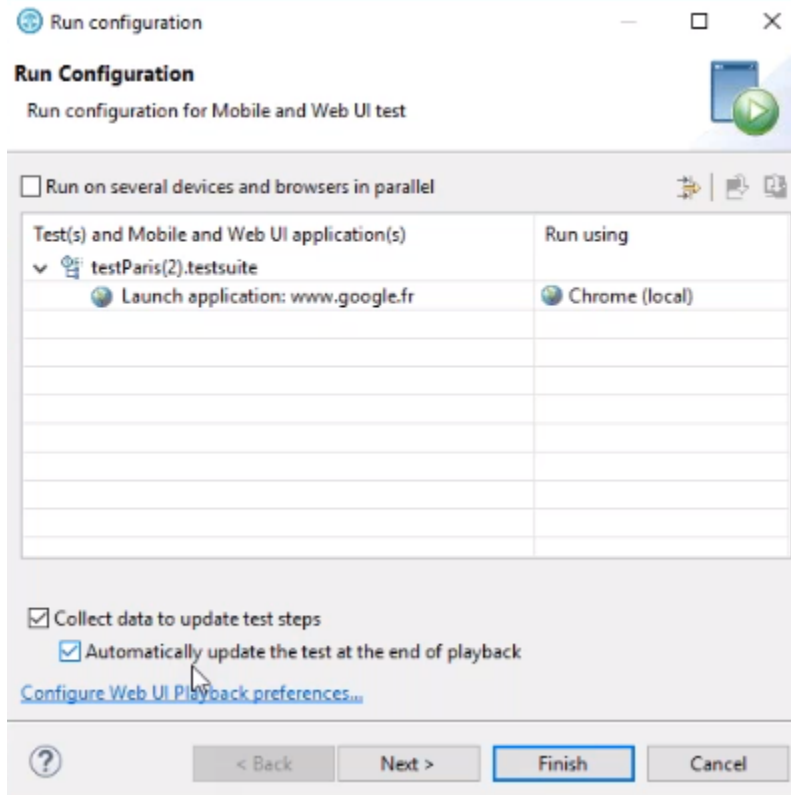 Run configuration
Run Configuration
Run configuration for Mobile and Web UI test
Run on several devices and browsers in parallel
Test(s) and Mobile and Web UI application(s) Run using
testParis(2).testsuite
Launch application: www.google.fr Chrome (local)
Collect data to update test steps
Automatically update the test at the end of playback
Configure Web UI Playback preferences...
? < Back Next > Finish Cancel